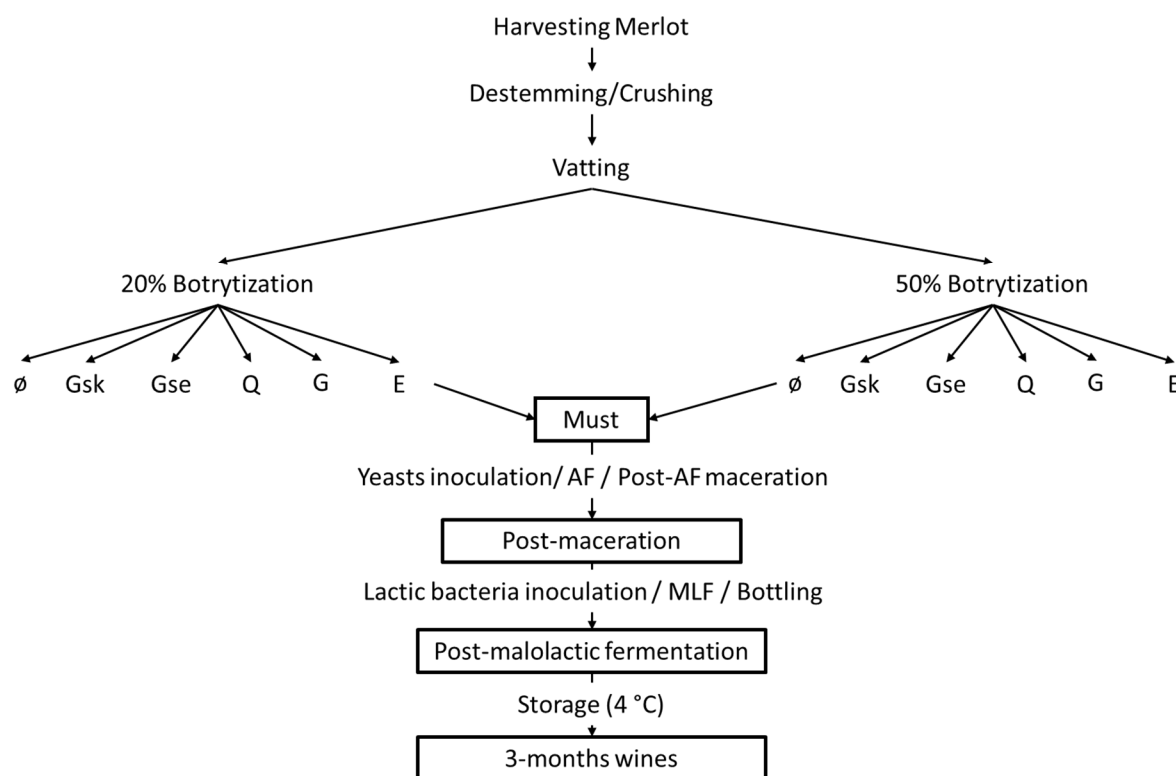 Harvesting Merlot
Destemming/Crushing
Vatting
20% Botrytization 50% Botrytization
ø Gsk Gse Q G E ø Gsk Gse Q G E
Must
Yeasts inoculation/ AF / Post-AF maceration
Post-maceration
Lactic bacteria inoculation / MLF / Bottling
Post-malolactic fermentation
Storage (4 °C)
3-months wines